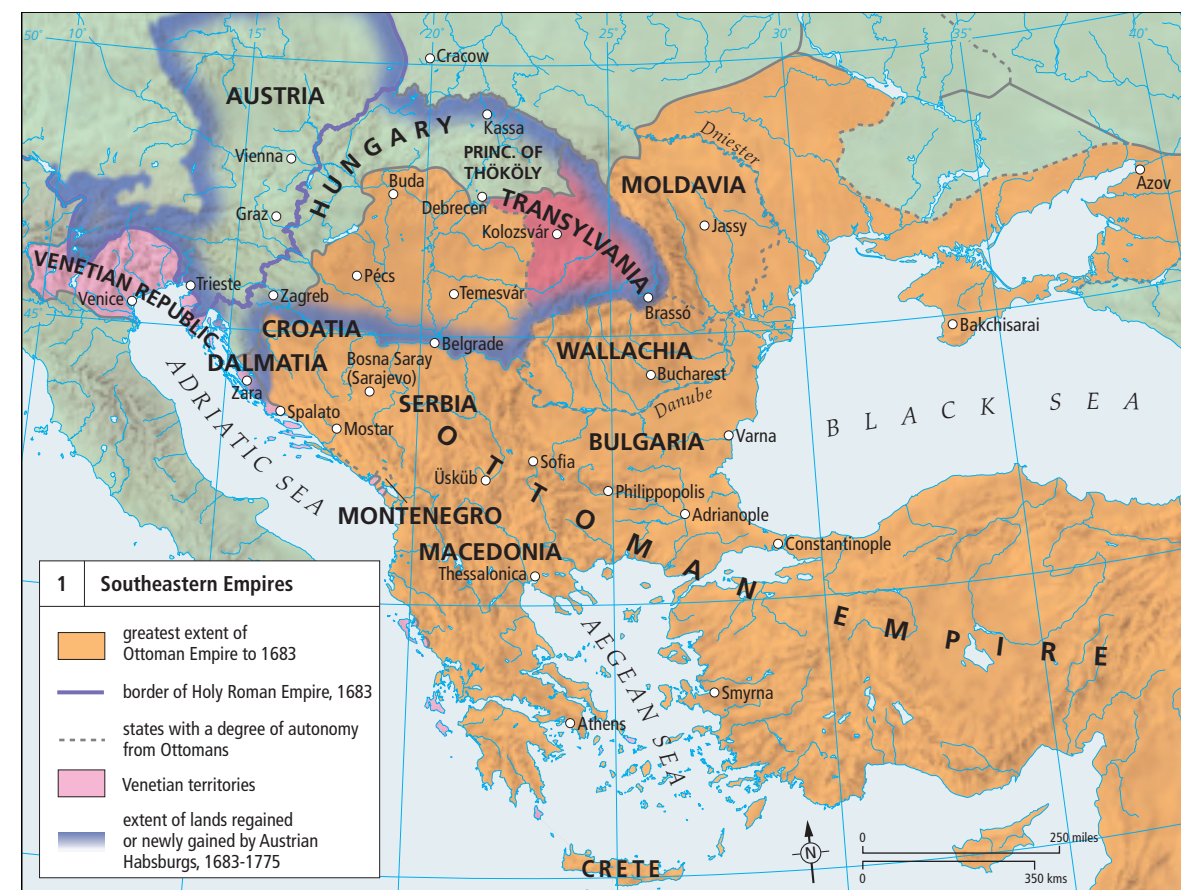 50° 10° 15° 20° 25° 30° 35° 40°
Cracow
AUSTRIA
HUNGARY
Kassa
Dniester
Vienna
PRINC. OF
THÖKÖLY
Buda
MOLDAVIA
Azov
Debrecen
TRANSYLVANIA
Graz
Kolozsvár
Jassy
VENETIAN REPUBLIC
Pécs
Trieste
Temesvár
Zagreb
Venice
Brassó
45°
Bakchisarai
CROATIA
Belgrade
WALLACHIA
Bosna Saray
(Sarajevo)
DALMATIA
Bucharest
Zara
Danube
SERBIA
ADRIATIC SEA
BLACK SEA
Spalato
Mostar
BULGARIA
Varna
OTTOMAN EMPIRE
Sofia
Üsküb
Philippopolis
MONTENEGRO
Adrianople
Constantinople
MACEDONIA
Thessalonica
AEGEAN SEA
Smyrna
Athens
CRETE
N
0 250 miles
0 350 kms
1 Southeastern Empires
greatest extent of
Ottoman Empire to 1683
border of Holy Roman Empire, 1683
states with a degree of autonomy
from Ottomans
Venetian territories
extent of lands regained
or newly gained by Austrian
Habsburgs, 1683-1775